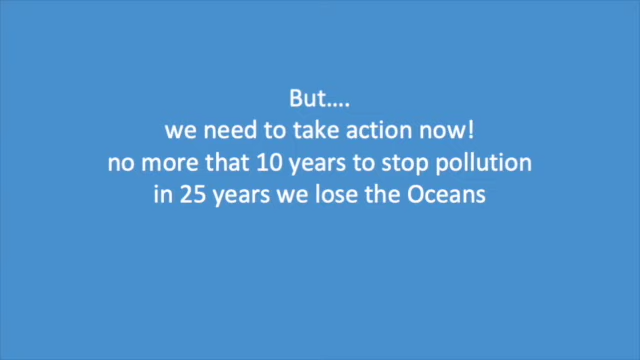 But....
we need to take action now!
no more that 10 years to stop pollution
in 25 years we lose the Oceans